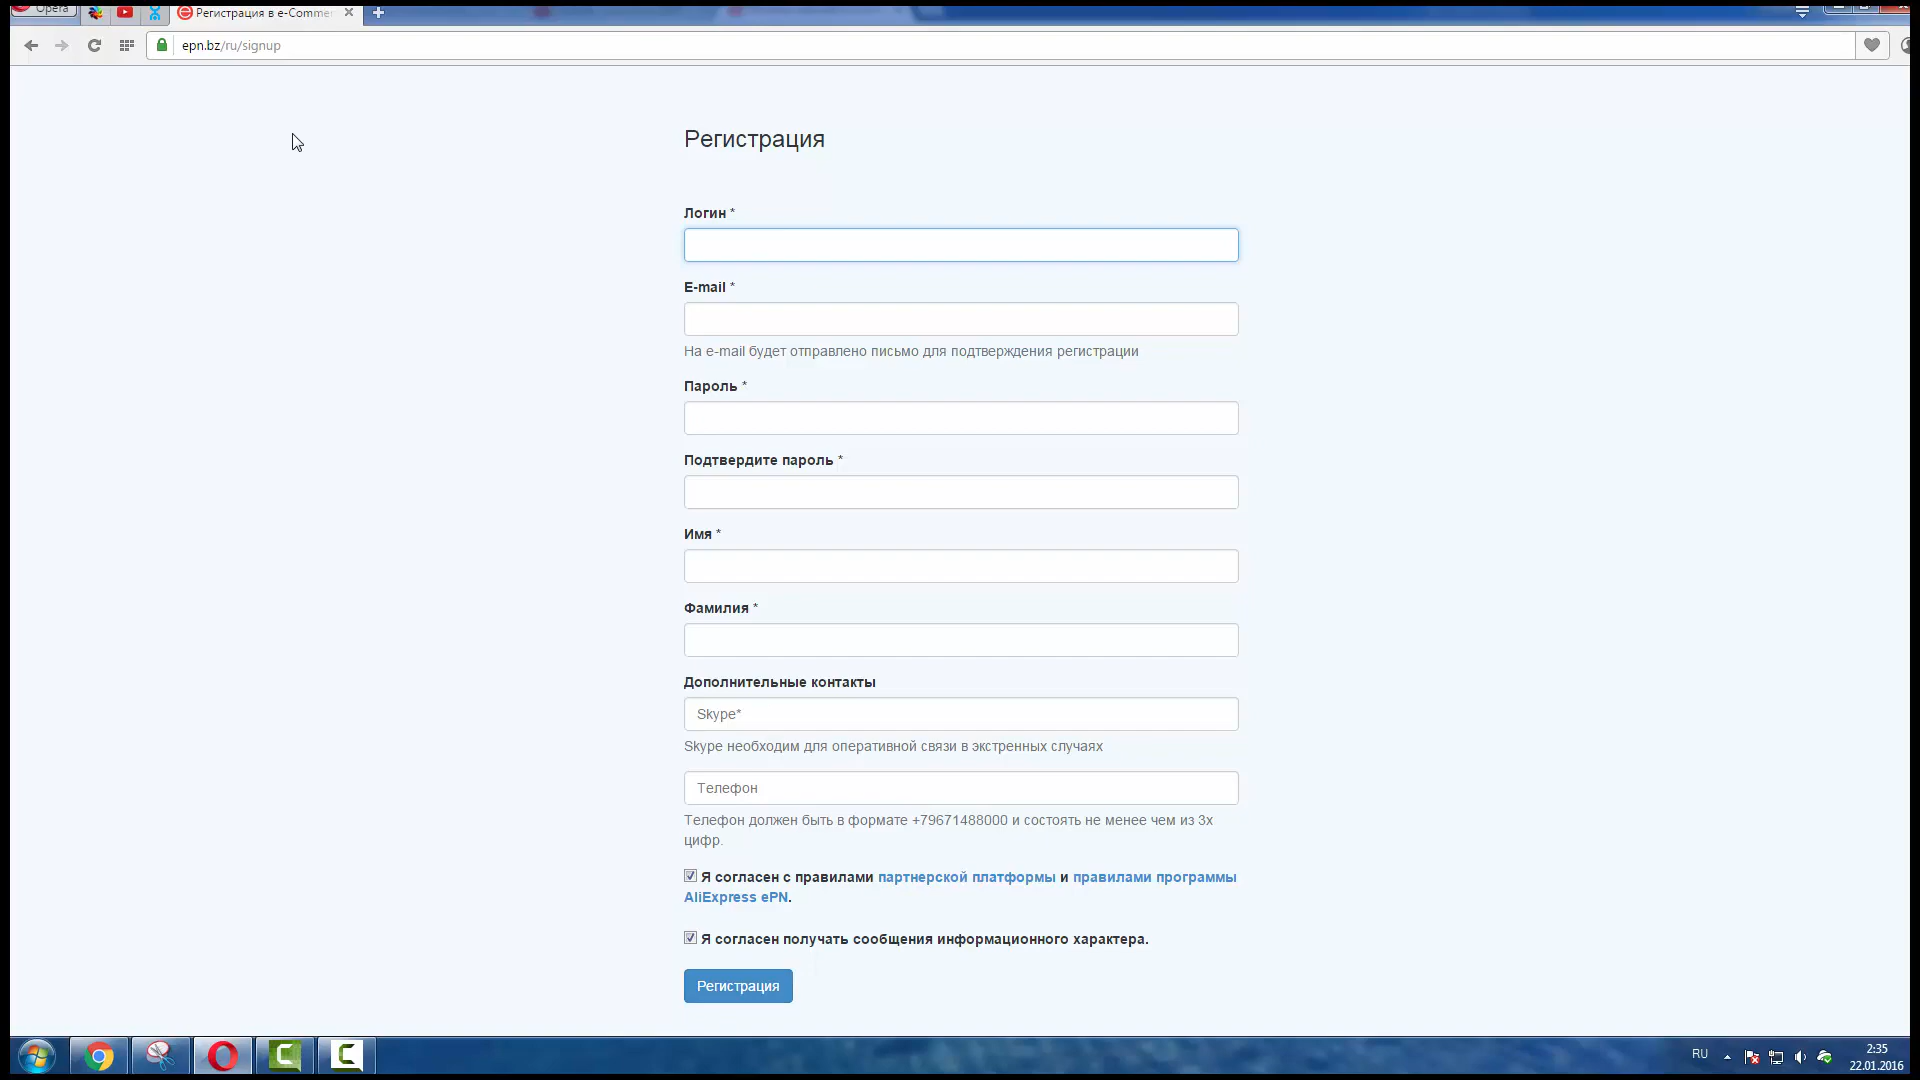 Opera
Регистрация в e-Comme
epn.bz/ru/signup
Регистрация
Логин *
E-mail *
На e-mail будет отправлено письмо для подтверждения регистрации
Пароль *
Подтвердите пароль *
Имя *
Фамилия *
Дополнительные контакты
Skype*
Skype необходим для оперативной связи в экстренных случаях
Телефон
Телефон должен быть в формате +79671488000 и состоять не менее чем из 3х
цифр.
Я согласен с правилами партнерской платформы и правилами программы
AliExpress ePN.
Я согласен получать сообщения информационного характера.
Регистрация
RU
2:35
22.01.2016